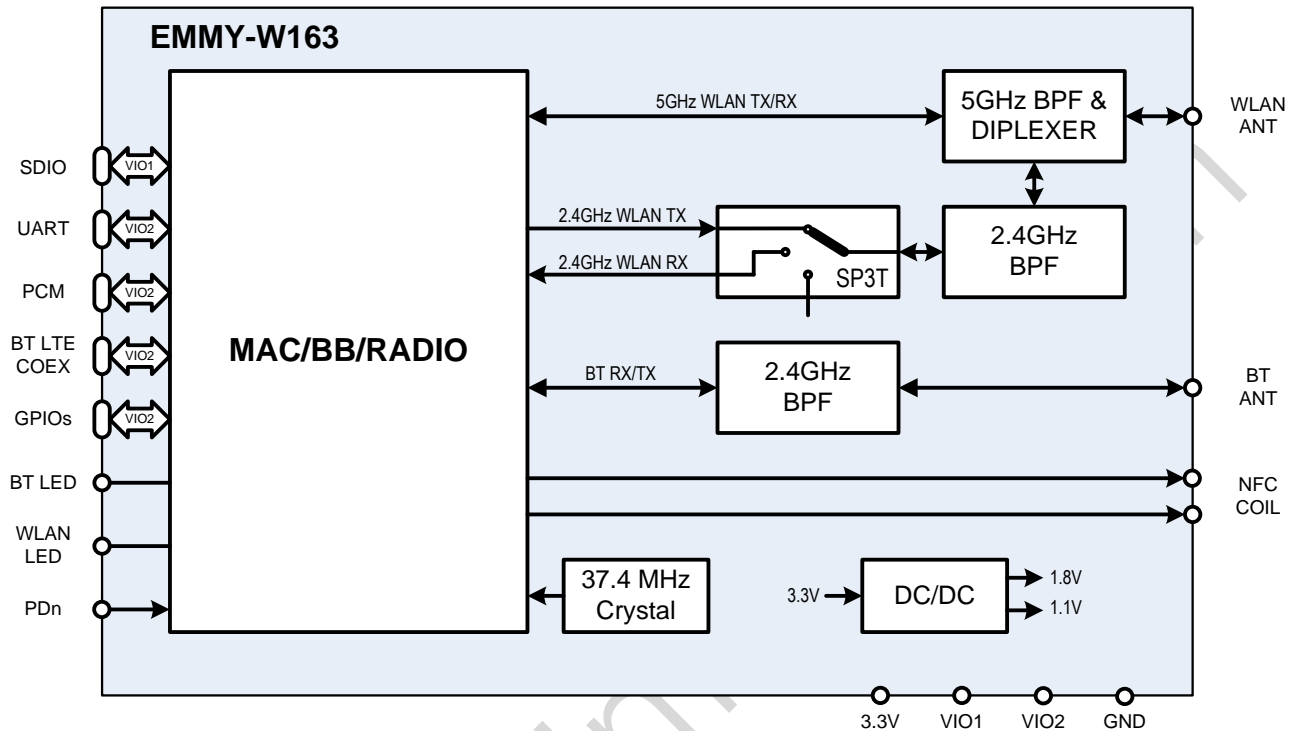 EMMY-W163
5GHz WLAN TX/RX
5GHz BPF &
DIPLEXER
WLAN
ANT
SDIO
VIO1
UART
VIO2
2.4GHz WLAN TX
2.4GHz WLAN RX
SP3T
2.4GHz
BPF
PCM
VIO2
MAC/BB/RADIO
BT LTE
COEX
VIO2
BT RX/TX
2.4GHz
BPF
BT
ANT
GPIOs
VIO2
BT LED
NFC
COIL
WLAN
LED
PDn
37.4 MHz
Crystal
3.3V
DC/DC
1.8V
1.1V
3.3V
VIO1
VIO2
GND